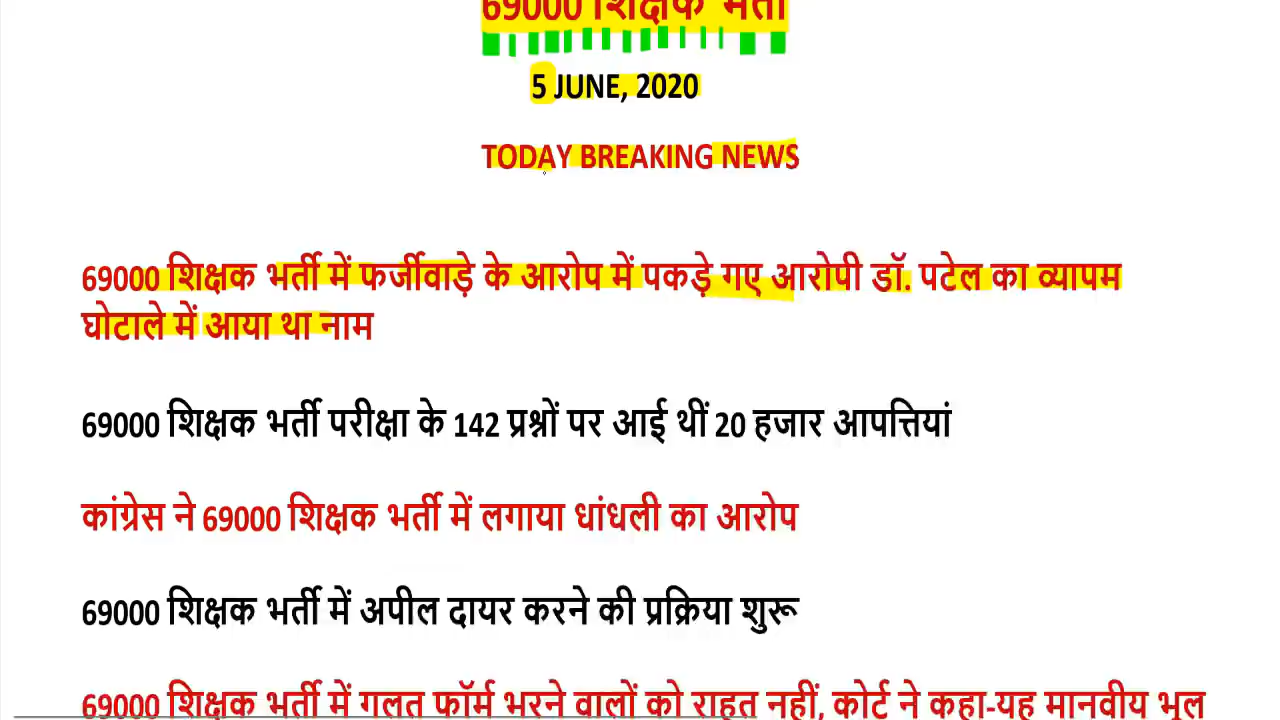 69000 शिक्षक भर्ती
5 JUNE, 2020
TODAY BREAKING NEWS
69000 शिक्षक भर्ती में फर्जीवाड़े के आरोप में पकड़े गए आरोपी डॉ. पटेल का व्यापम
घोटाले में आया था नाम
69000 शिक्षक भर्ती परीक्षा के 142 प्रश्नों पर आई थीं 20 हजार आपत्तियां
कांग्रेस ने 69000 शिक्षक भर्ती में लगाया धांधली का आरोप
69000 शिक्षक भर्ती में अपील दायर करने की प्रक्रिया शुरू
69000 शिक्षक भर्ती में गलत फॉर्म भरने वालों को राहत नहीं, कोर्ट ने कहा-यह मानवीय भूल